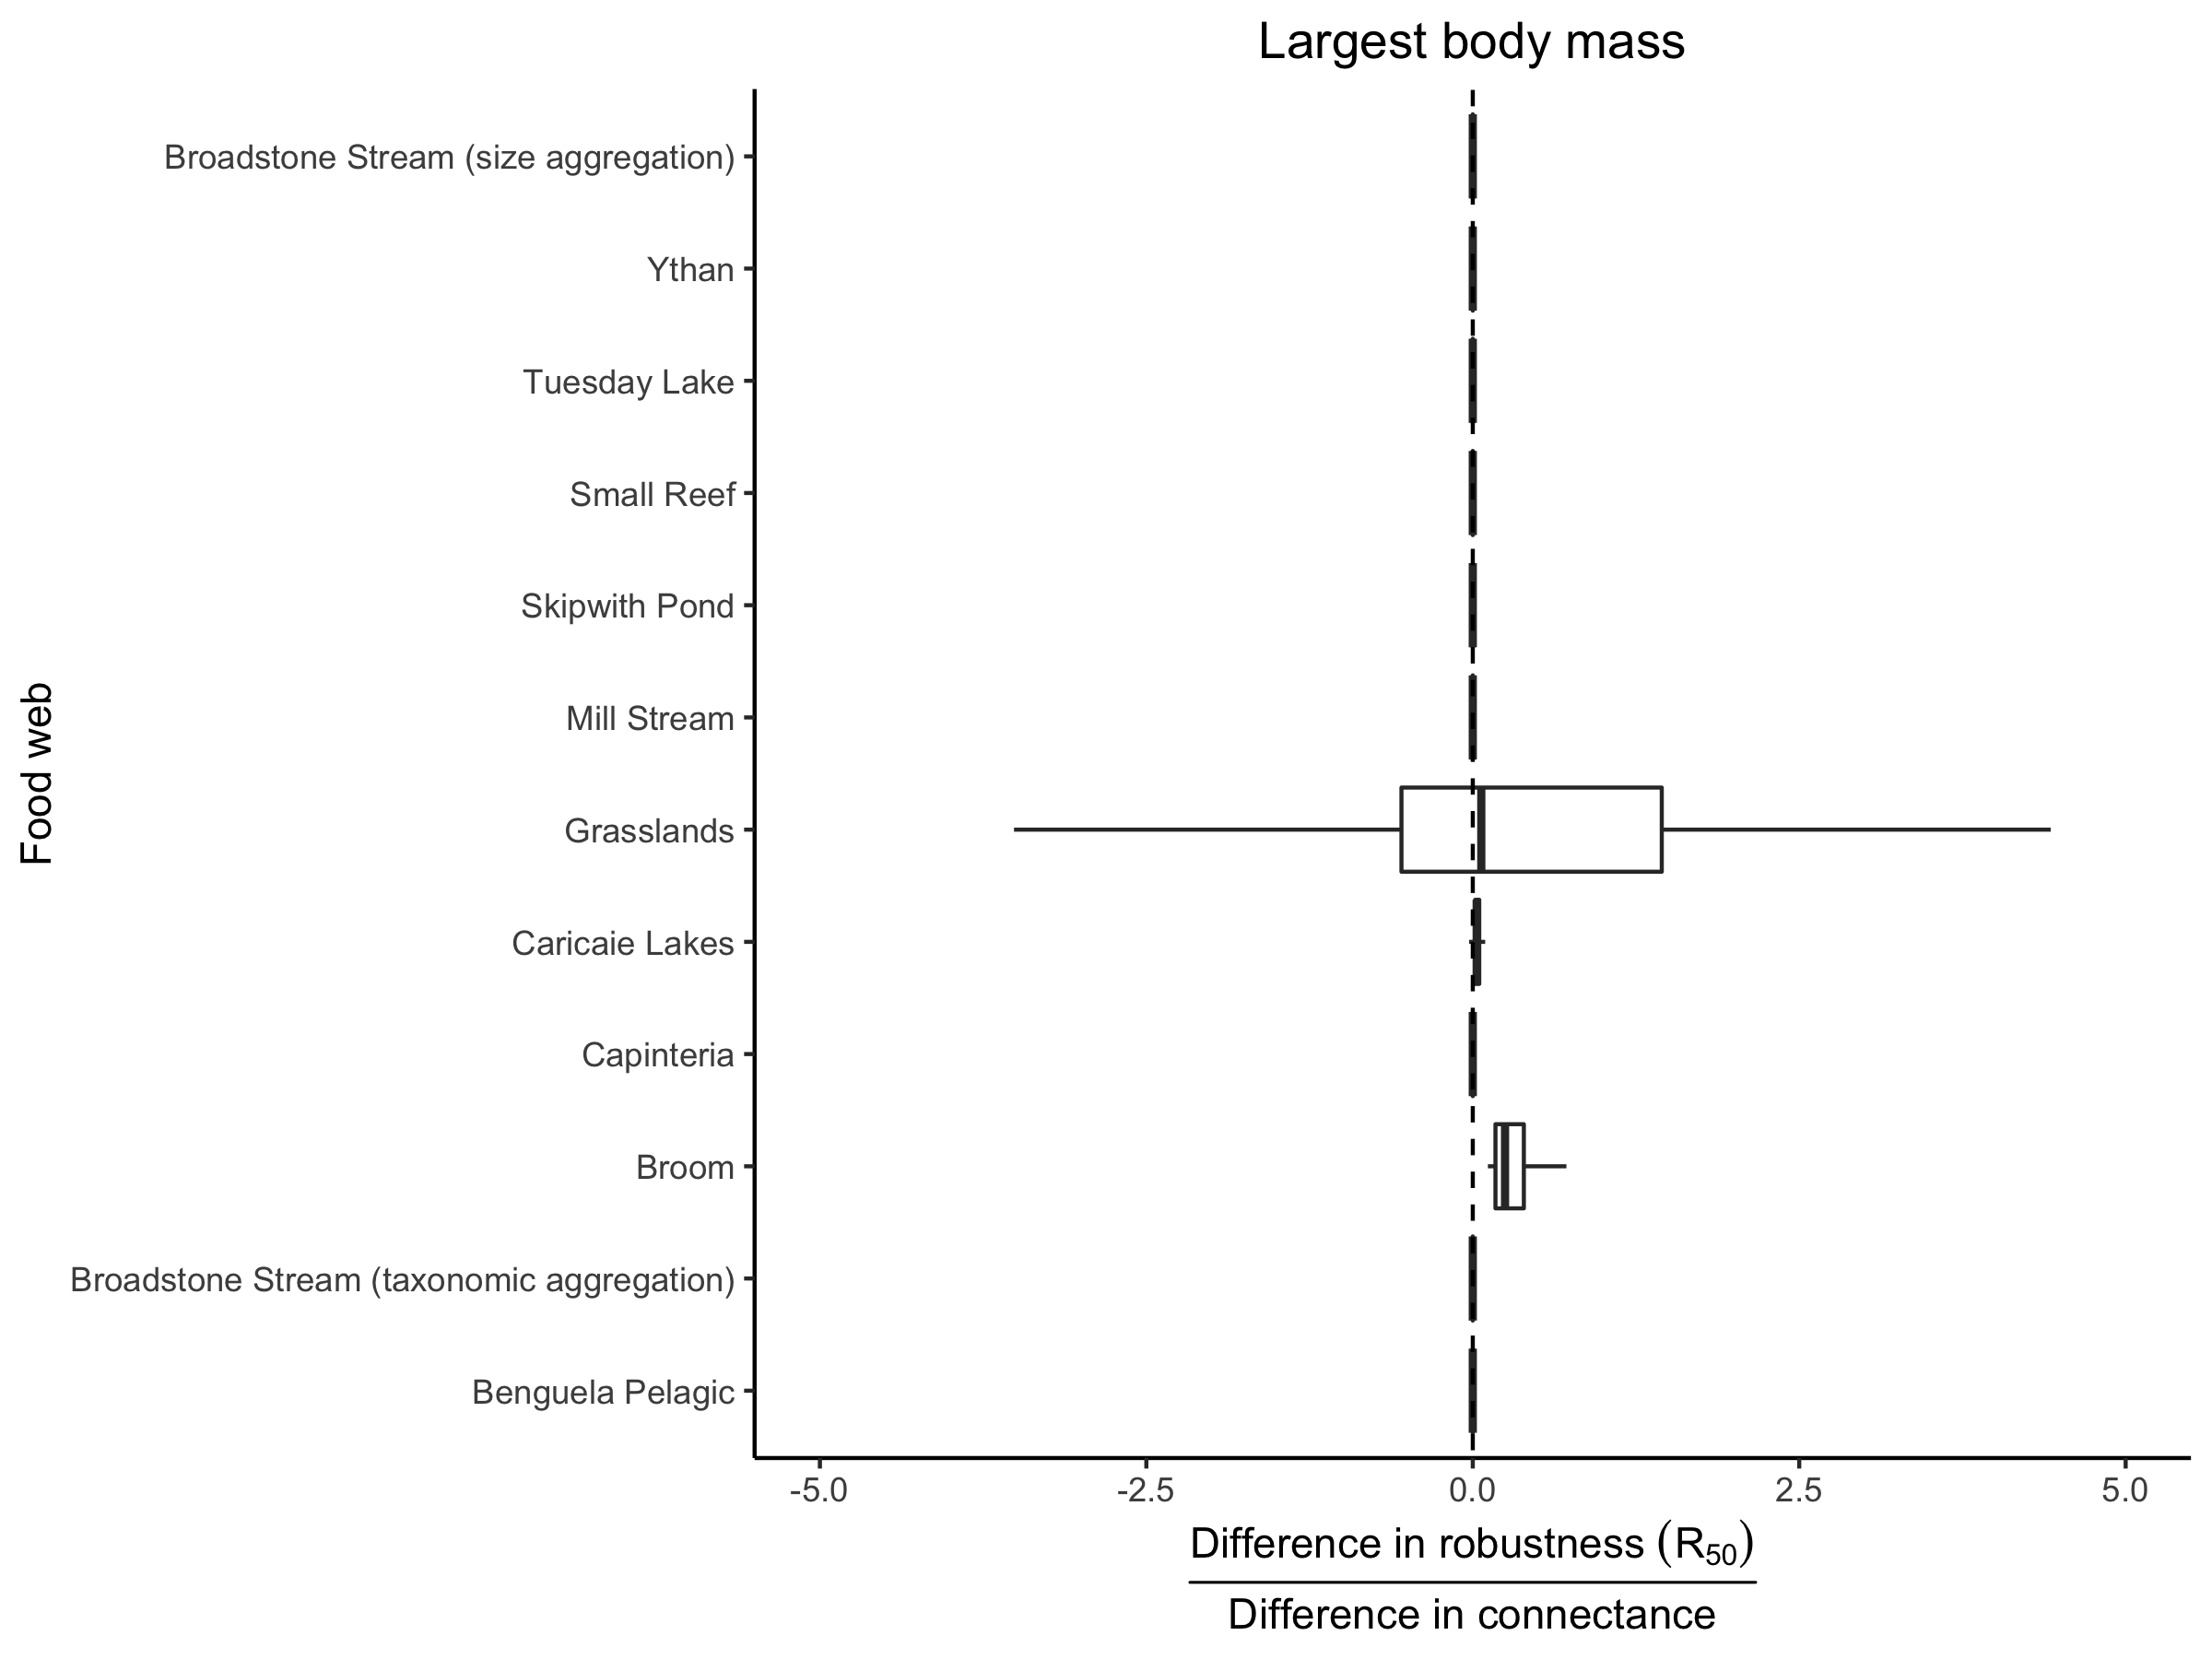 Largest body mass
Broadstone Stream (size aggregation)
Ythan
Tuesday Lake
Small Reef
Skipwith Pond
Mill Stream
Grasslands
Caricaie Lakes
Capinteria
Broom
Broadstone Stream (taxonomic aggregation)
Benguela Pelagic
Food web
-5.0 -2.5 0.0 2.5 5.0
Difference in robustness (R50)
Difference in connectance